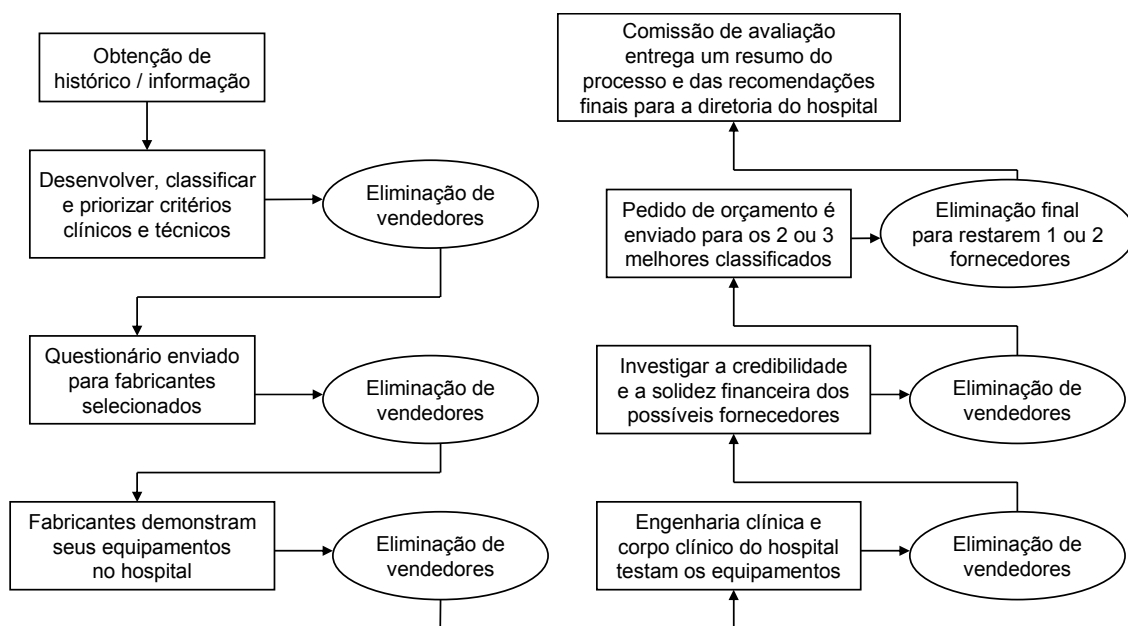 Obtenção de
histórico / informação
Desenvolver, classificar
e priorizar critérios
clínicos e técnicos
Eliminação de
vendedores
Questionário enviado
para fabricantes
selecionados
Eliminação de
vendedores
Fabricantes demonstram
seus equipamentos
no hospital
Eliminação de
vendedores
Engenharia clínica e
corpo clínico do hospital
testam os equipamentos
Eliminação de
vendedores
Investigar a credibilidade
e a solidez financeira dos
possíveis fornecedores
Eliminação de
vendedores
Pedido de orçamento é
enviado para os 2 ou 3
melhores classificados
Eliminação final
para restarem 1 ou 2
fornecedores
Comissão de avaliação
entrega um resumo do
processo e das recomendações
finais para a diretoria do hospital